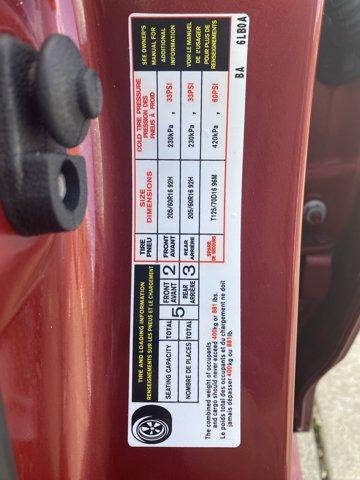 TIRE AND LOADING INFORMATION
RENSEIGNEMENTS SUR LES PNEUS ET LE CHARGEMENT
SEATING CAPACITY TOTAL
NOMBRE DE PLACES TOTAL
5
FRONT
AVANT
2
REAR
ARRIÈRE
3
The combined weight of occupants
and cargo should never exceed 400kg or 881 lbs.
Le poids total des occupants et du chargement ne doit
jamais dépasser 400 kg ou 881 lb.
TIRE
PNEU
SIZE
DIMENSIONS
COLD TIRE PRESSURE
PRESSION DES
PNEUS À FROID
SEE OWNER'S
MANUAL FOR
ADDITIONAL
INFORMATION
FRONT
AVANT
205/60R16 92H
230kPa , 33PSI
REAR
ARRIÈRE
205/60R16 92H
230kPa , 33PSI
VOIR LE MANUEL
DE L'USAGER
POUR PLUS DE
RENSEIGNEMENTS
SPARE
DE SECOURS
T125/70D16 96M
420kPa , 60PSI
BA 6LB0A